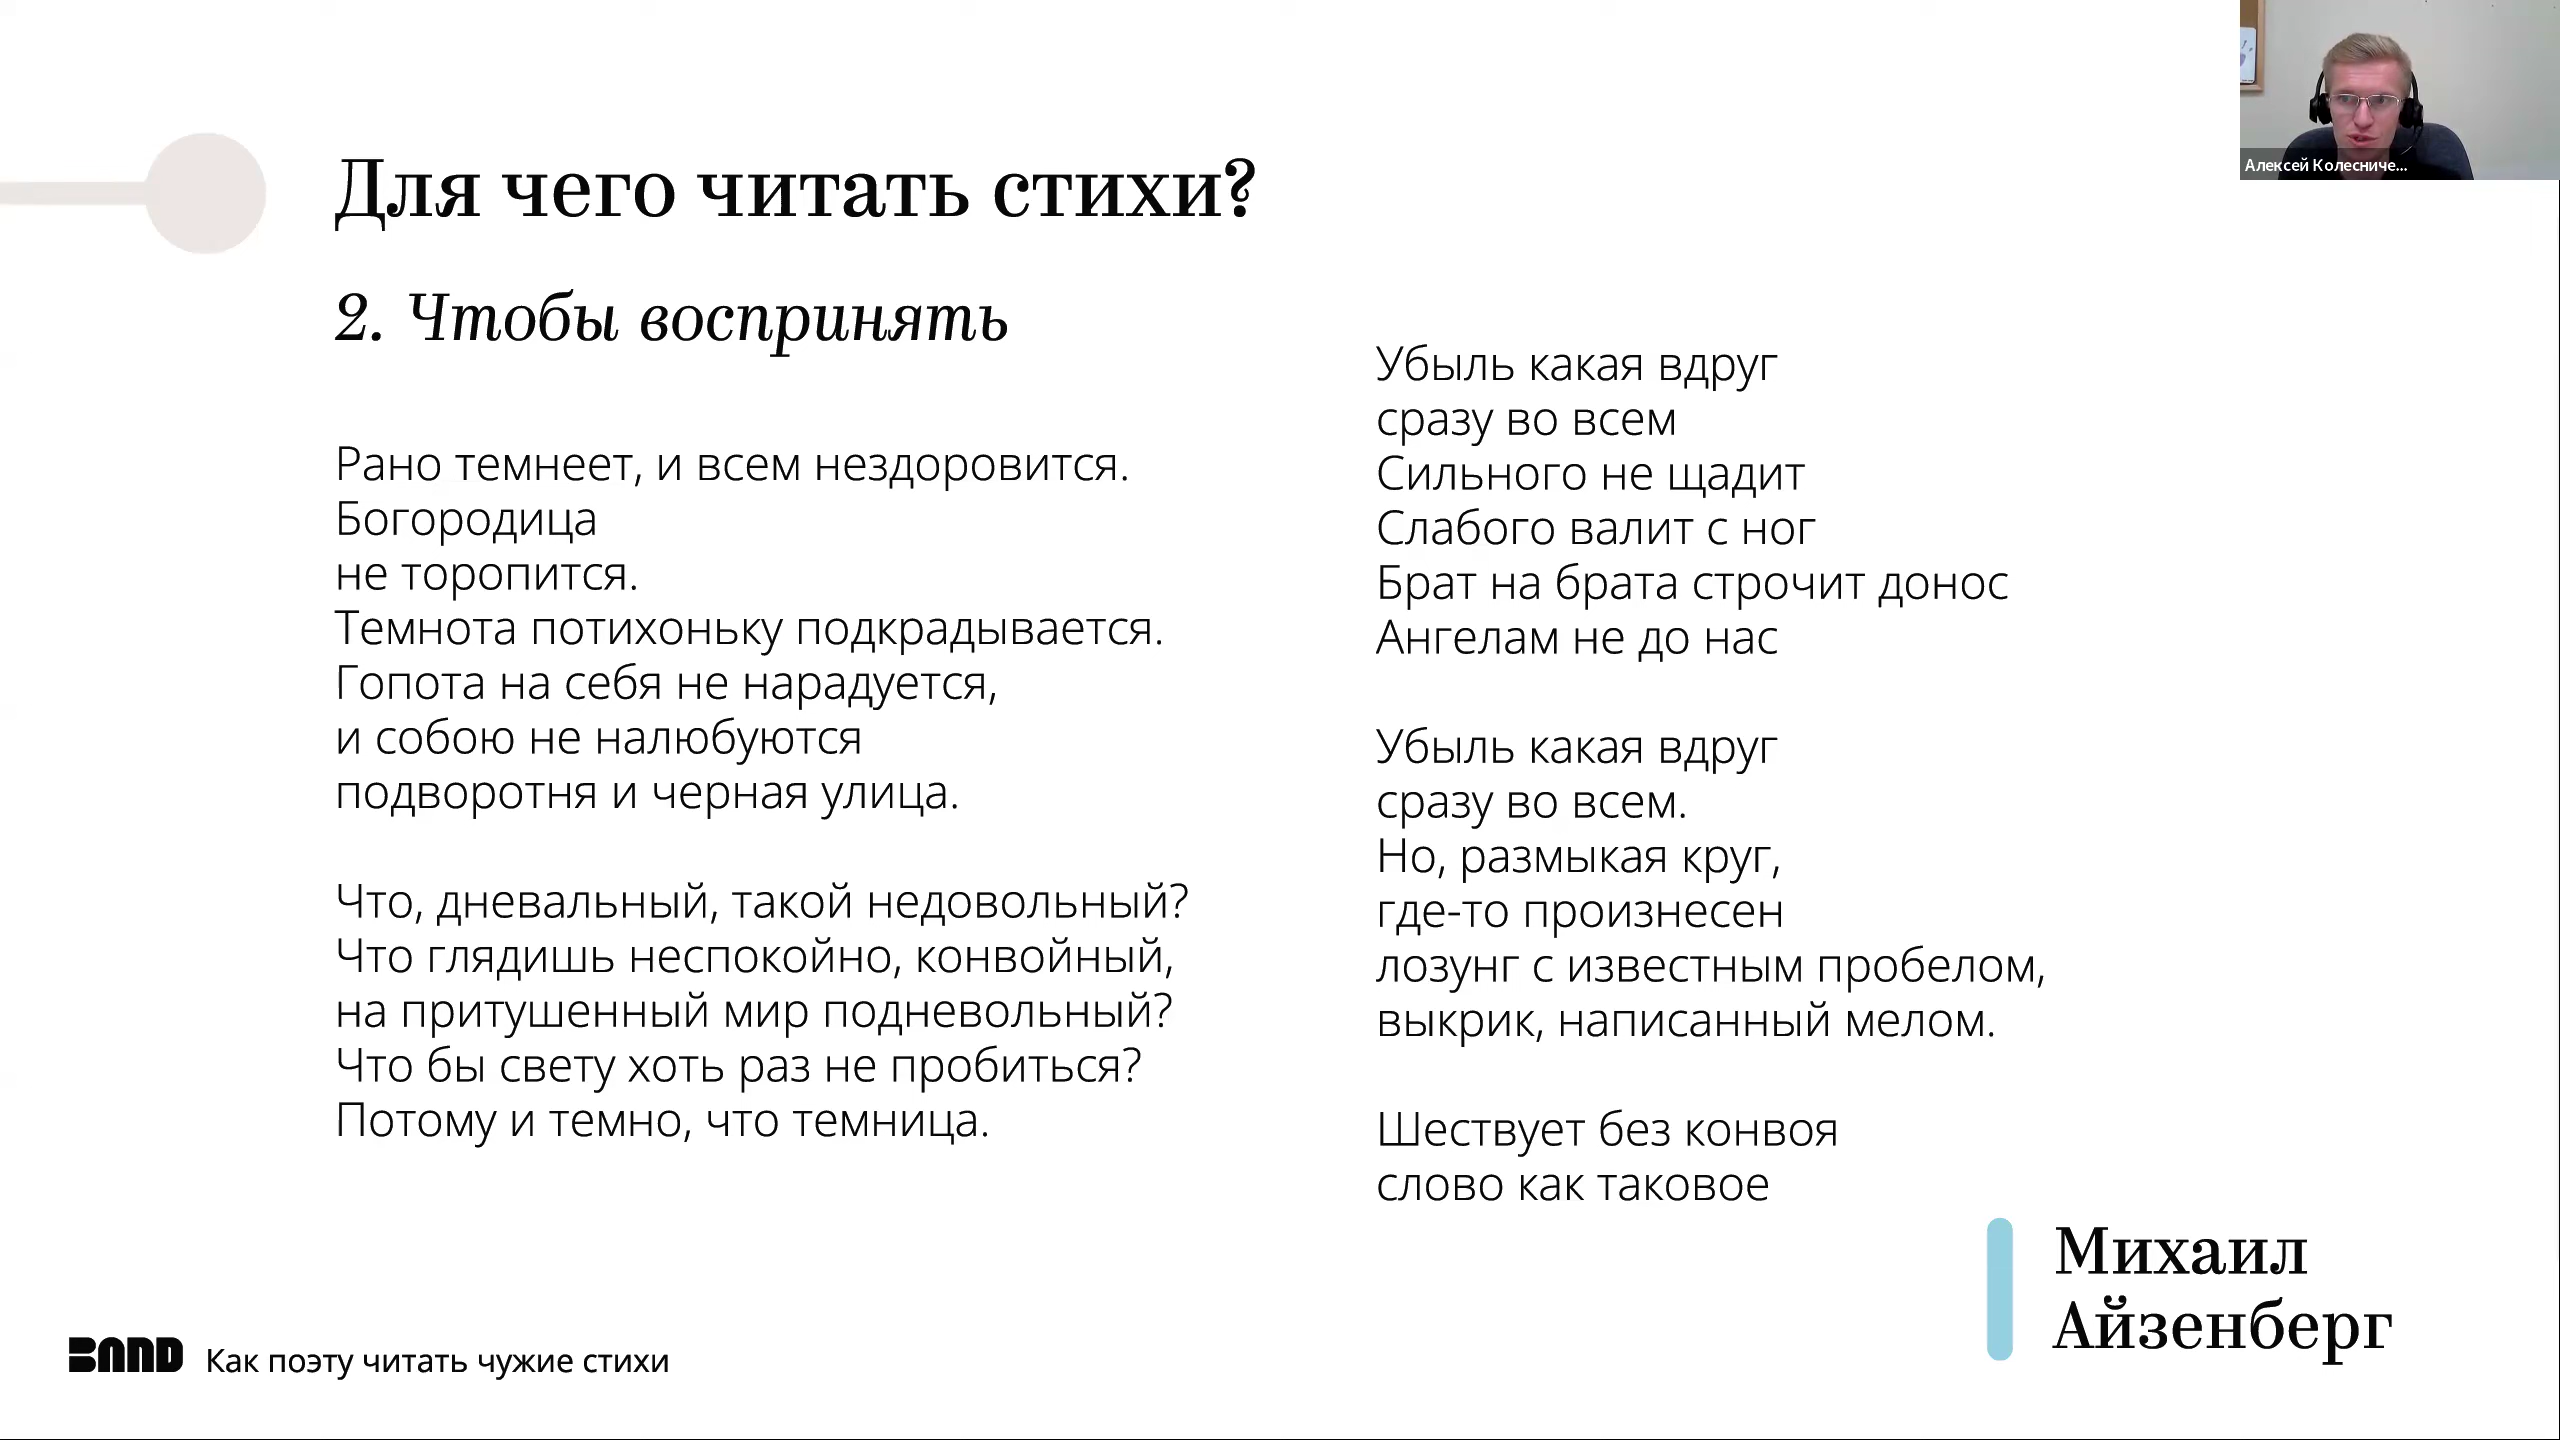 Для чего читать стихи?
2. Чтобы воспринять
Рано темнеет, и всем нездоровится.
Богородица
не торопится.
Темнота потихоньку подкрадывается.
Гопота на себя не нарадуется,
и собою не налюбуются
подворотня и черная улица.
Что, дневальный, такой недовольный?
Что глядишь неспокойно, конвойный,
на притушенный мир подневольный?
Что бы свету хоть раз не пробиться?
Потому и темно, что темница.
Убыль какая вдруг
сразу во всем
Сильного не щадит
Слабого валит с ног
Брат на брата строчит донос
Ангелам не до нас
Убыль какая вдруг
сразу во всем.
Но, размыкая круг,
где-то произнесен
лозунг с известным пробелом,
выкрик, написанный мелом.
Шествует без конвоя
слово как таковое
Михаил
Айзенберг
BAND Как поэту читать чужие стихи
Алексей Колесниче...